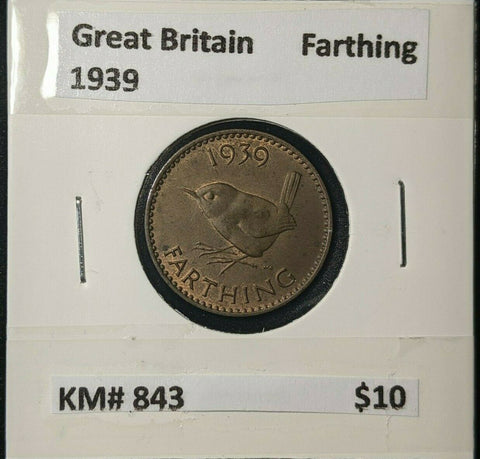 Great Britain Farthing
1939
1939
FARTHING
KM# 843 $10